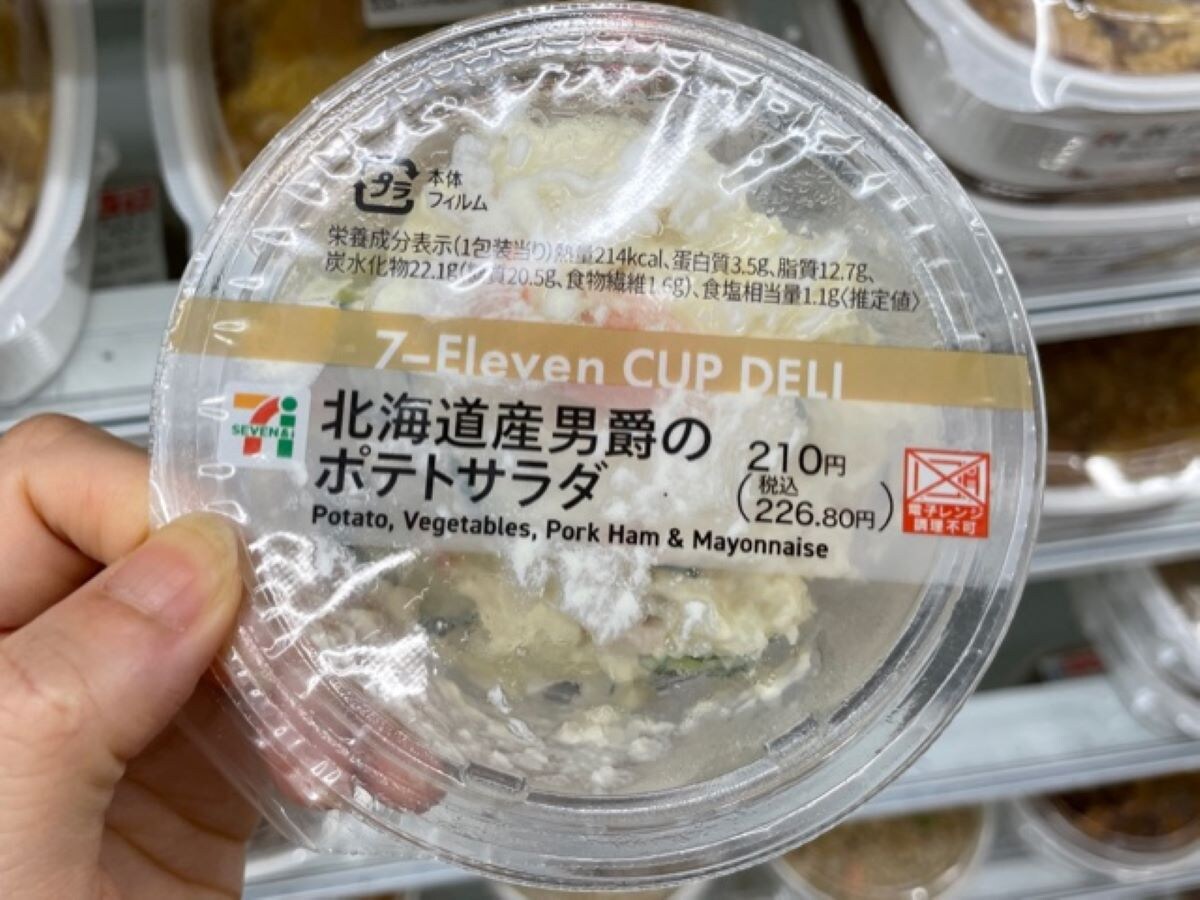 プラ
本体
フィルム
栄養成分表示(1包装当り)熱量214kcal、蛋白質3.5g、脂質12.7g、
炭水化物22.1g(糖質20.5g、食物繊維1.6g)、食塩相当量1.1g〈推定値〉
7-Eleven CUP DELI
SEVEN&i
北海道産男爵の
ポテトサラダ
Potato, Vegetables, Pork Ham & Mayonnaise
210円
(税込
226.80円)
電子レンジ
調理不可